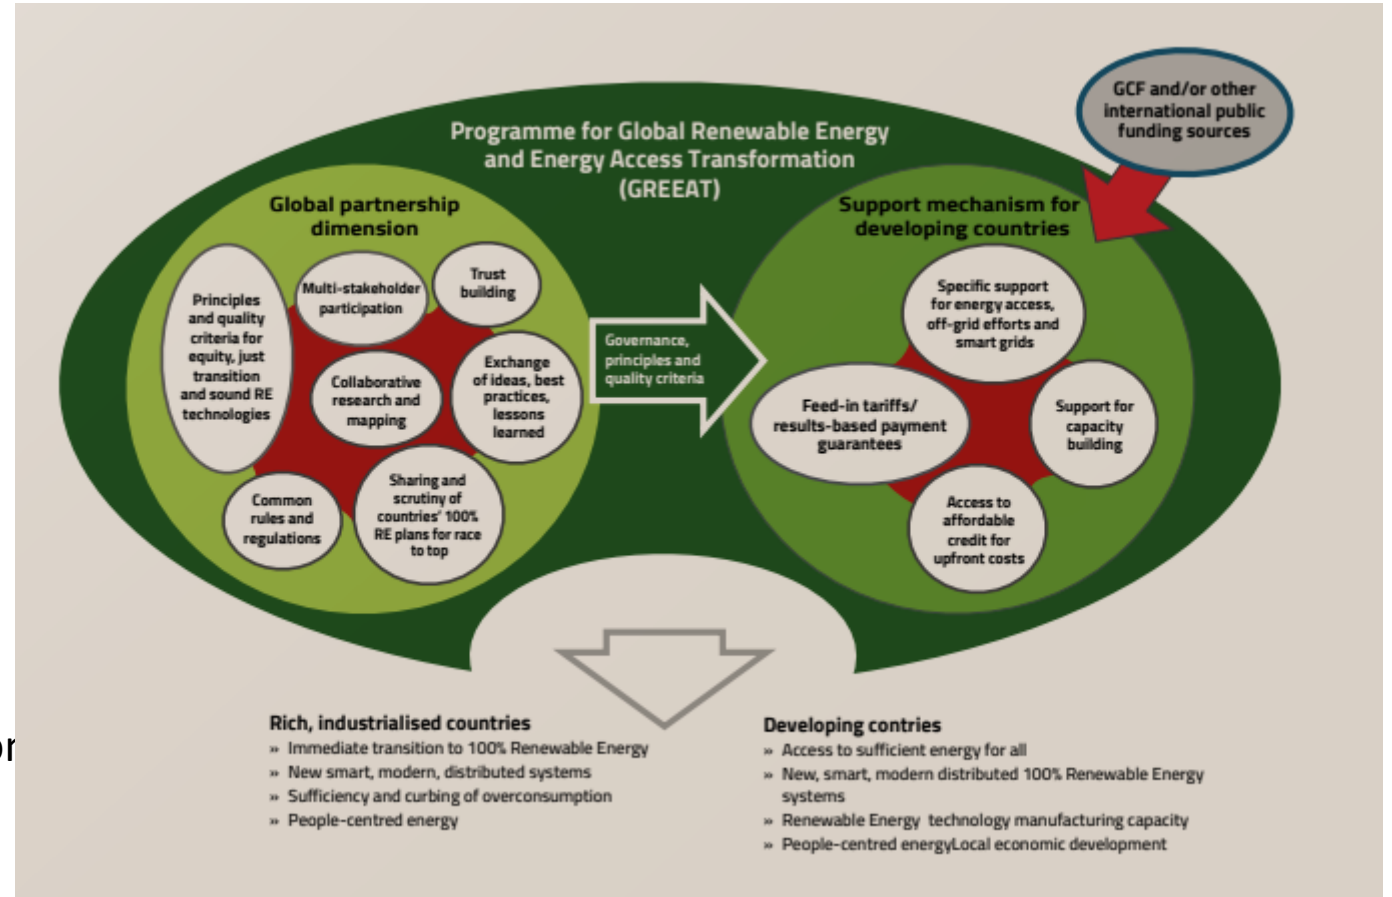 GCF and/or other
international public
funding sources
Programme for Global Renewable Energy
and Energy Access Transformation
(GREEAT)
Global partnership
dimension
Principles
and quality
criteria for
equity, just
transition
and sound RE
technologies
Multi-stakeholder
participation
Trust
building
Collaborative
research and
mapping
Exchange
of ideas, best
practices,
lessons
learned
Common
rules and
regulations
Sharing and
scrutiny of
countries' 100%
RE plans for race
to top
Governance,
principles and
quality criteria
Support mechanism for
developing countries
Specific support
for energy access,
off-grid efforts and
smart grids
Feed-in tariffs/
results-based payment
guarantees
Support for
capacity
building
Access to
affordable
credit for
upfront costs
Rich, industrialised countries
» Immediate transition to 100% Renewable Energy
» New smart, modern, distributed systems
» Sufficiency and curbing of overconsumption
» People-centred energy
Developing contries
» Access to sufficient energy for all
» New, smart, modern distributed 100% Renewable Energy
systems
» Renewable Energy technology manufacturing capacity
» People-centred energyLocal economic development